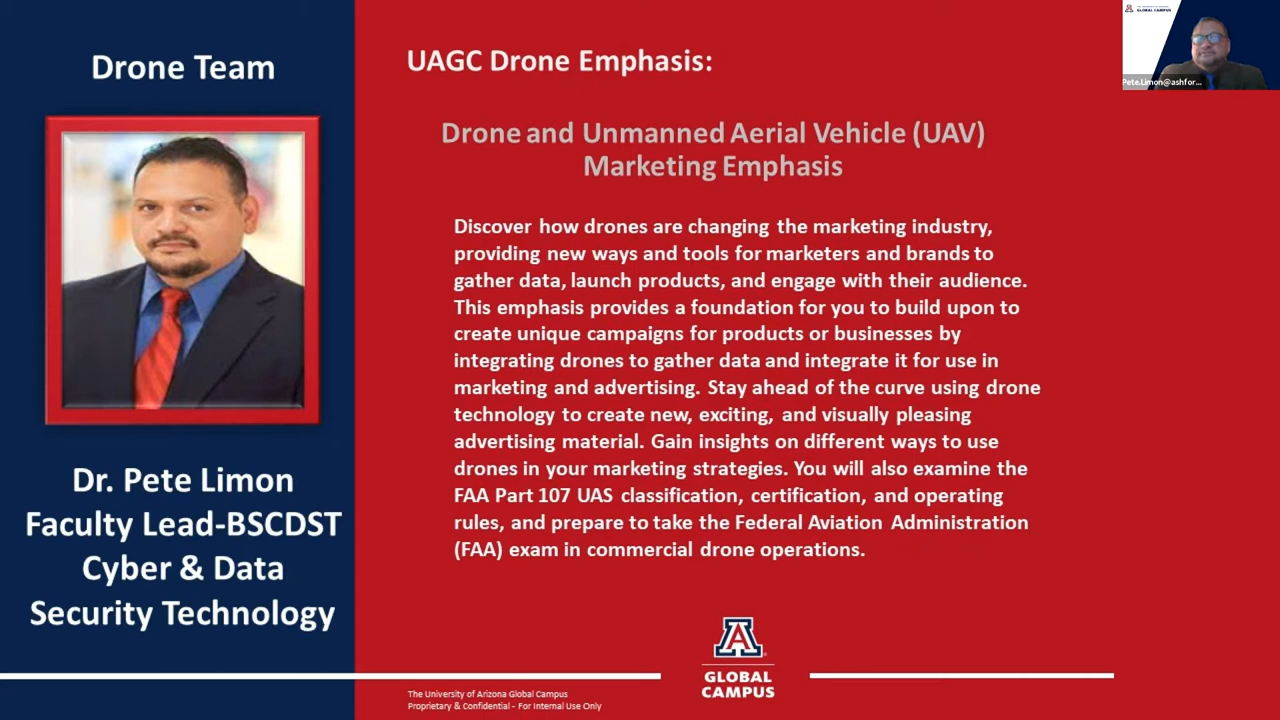 Drone Team
Dr. Pete Limon
Faculty Lead-BSCDST
Cyber & Data
Security Technology
UAGC Drone Emphasis:
Drone and Unmanned Aerial Vehicle (UAV)
Marketing Emphasis
Discover how drones are changing the marketing industry,
providing new ways and tools for marketers and brands to
gather data, launch products, and engage with their audience.
This emphasis provides a foundation for you to build upon to
create unique campaigns for products or businesses by
integrating drones to gather data and integrate it for use in
marketing and advertising. Stay ahead of the curve using drone
technology to create new, exciting, and visually pleasing
advertising material. Gain insights on different ways to use
drones in your marketing strategies. You will also examine the
FAA Part 107 UAS classification, certification, and operating
rules, and prepare to take the Federal Aviation Administration
(FAA) exam in commercial drone operations.
A
GLOBAL
CAMPUS
The University of Arizona Global Campus
Proprietary & Confidential - For Internal Use Only
GLOBAL CAMPUS
Pete.Limon@ashfor...